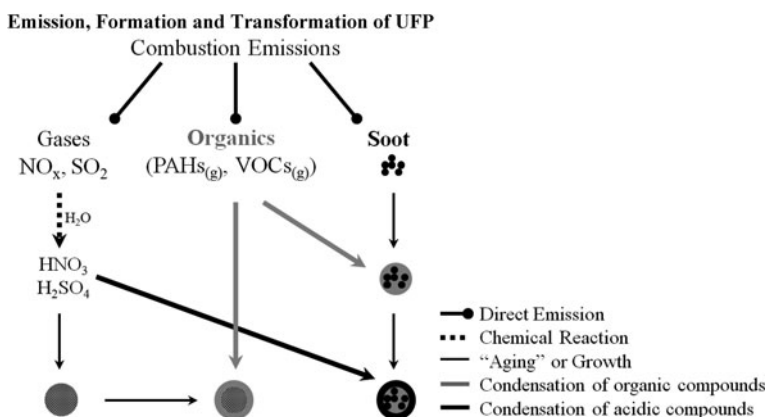 Emission, Formation and Transformation of UFP
Combustion Emissions
Gases
NOₓ, SO₂
Organics
(PAHs₍g₎, VOCs₍g₎)
Soot
H₂O
HNO₃
H₂SO₄
Direct Emission
Chemical Reaction
“Aging” or Growth
Condensation of organic compounds
Condensation of acidic compounds